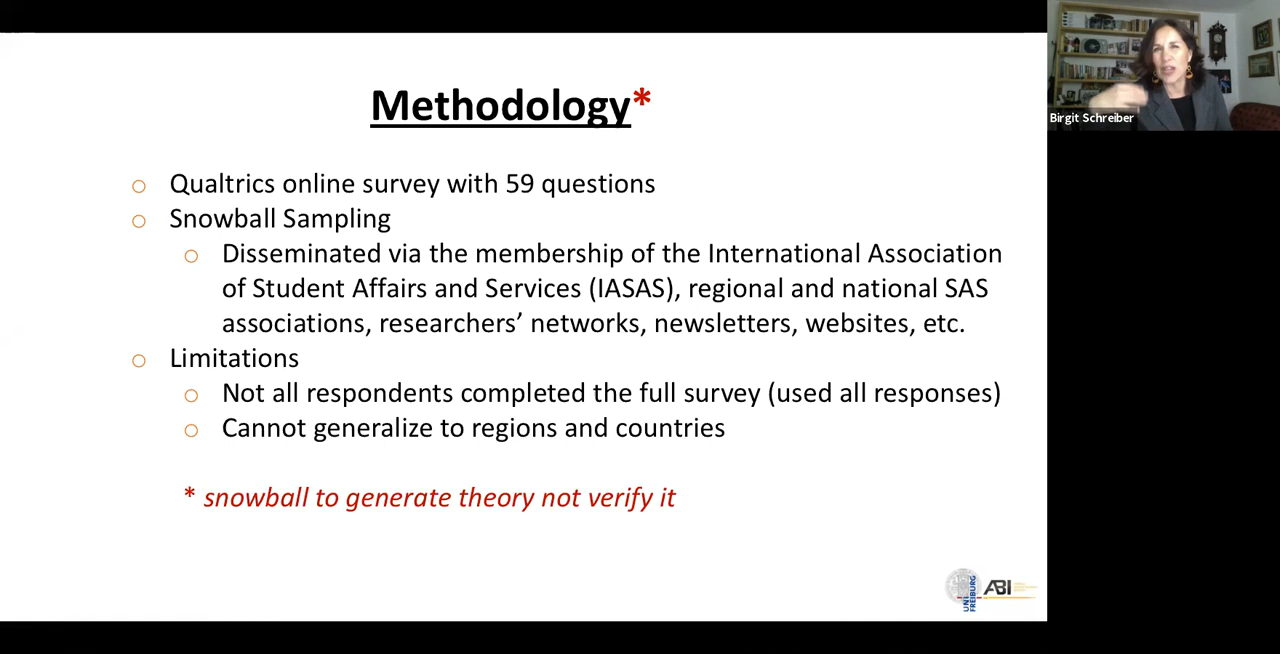 Methodology*
○ Qualtrics online survey with 59 questions
○ Snowball Sampling
○ Disseminated via the membership of the International Association
of Student Affairs and Services (IASAS), regional and national SAS
associations, researchers’ networks, newsletters, websites, etc.
○ Limitations
○ Not all respondents completed the full survey (used all responses)
○ Cannot generalize to regions and countries
* snowball to generate theory not verify it
Birgit Schreiber
UNI
FREIBURG
ABI